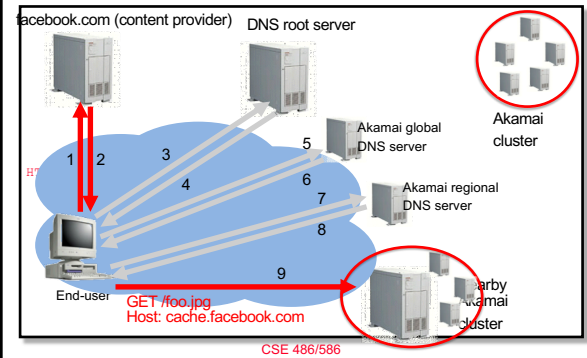 facebook.com (content provider)
DNS root server
Akamai
cluster
1
2
3
4
5
6
7
8
9
Akamai global
DNS server
Akamai regional
DNS server
HT
End-user
GET /foo.jpg
Host: cache.facebook.com
arby
Akamai
cluster
CSE 486/586